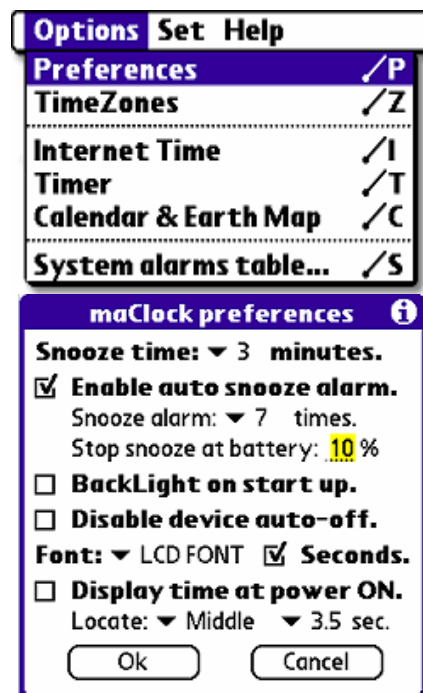 Options Set Help
Preferences /P
TimeZones /Z
Internet Time /I
Timer /T
Calendar & Earth Map /C
System alarms table... /S
maClock preferences i
Snooze time: 3 minutes.
Enable auto snooze alarm.
Snooze alarm: 7 times.
Stop snooze at battery: 10 %
BackLight on start up.
Disable device auto-off.
Font: LCD FONT Seconds.
Display time at power ON.
Locate: Middle 3.5 sec.
Ok Cancel